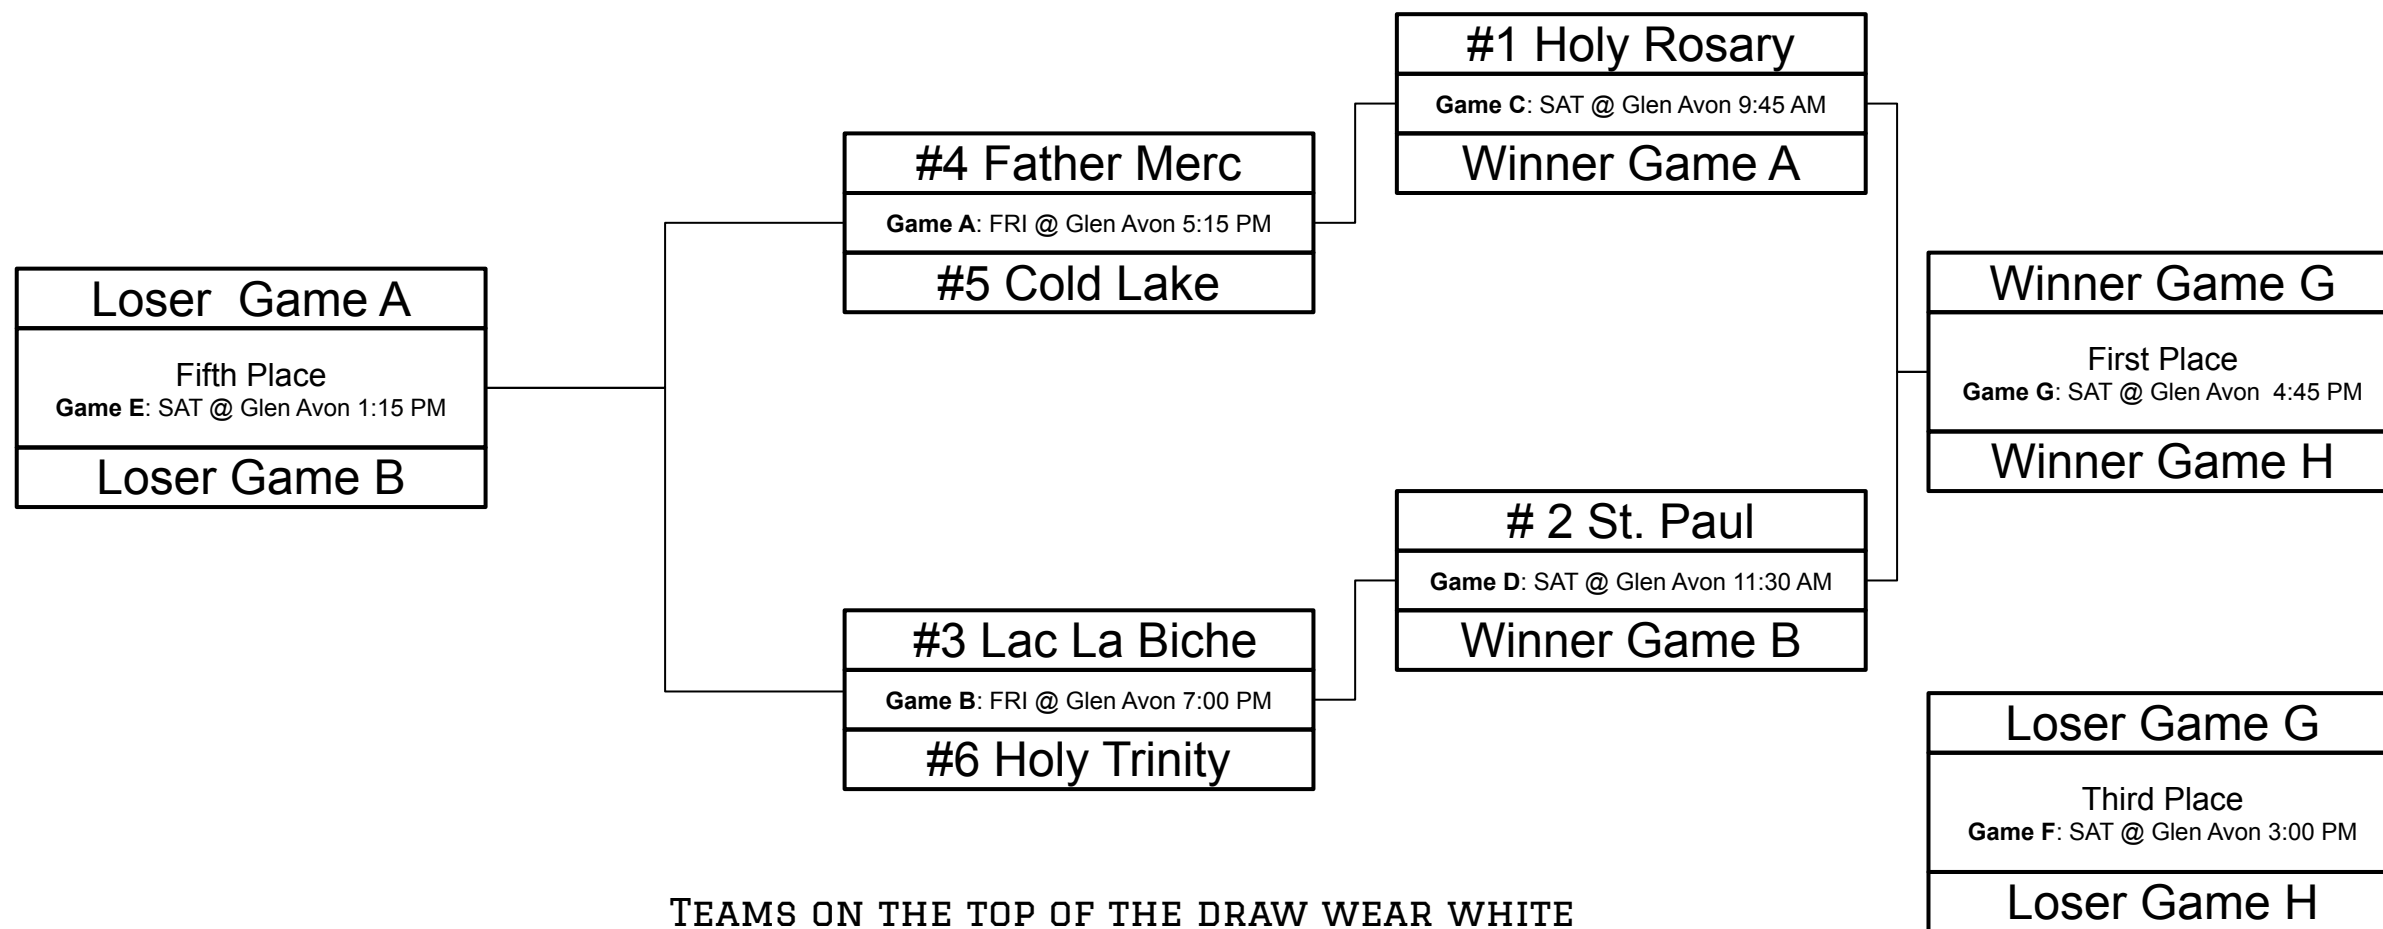 #1 Holy Rosary
Game C: SAT @ Glen Avon 9:45 AM
Winner Game A
#4 Father Merc
Game A: FRI @ Glen Avon 5:15 PM
#5 Cold Lake
Loser  Game A
Fifth Place
Game E: SAT @ Glen Avon 1:15 PM
Loser Game B
Winner Game G
First Place
Game G: SAT @ Glen Avon  4:45 PM
Winner Game H
# 2 St. Paul
Game D: SAT @ Glen Avon 11:30 AM
Winner Game B
#3 Lac La Biche
Game B: FRI @ Glen Avon 7:00 PM
#6 Holy Trinity
Loser Game G
Third Place
Game F: SAT @ Glen Avon 3:00 PM
Loser Game H
Teams on the top of the draw wear white